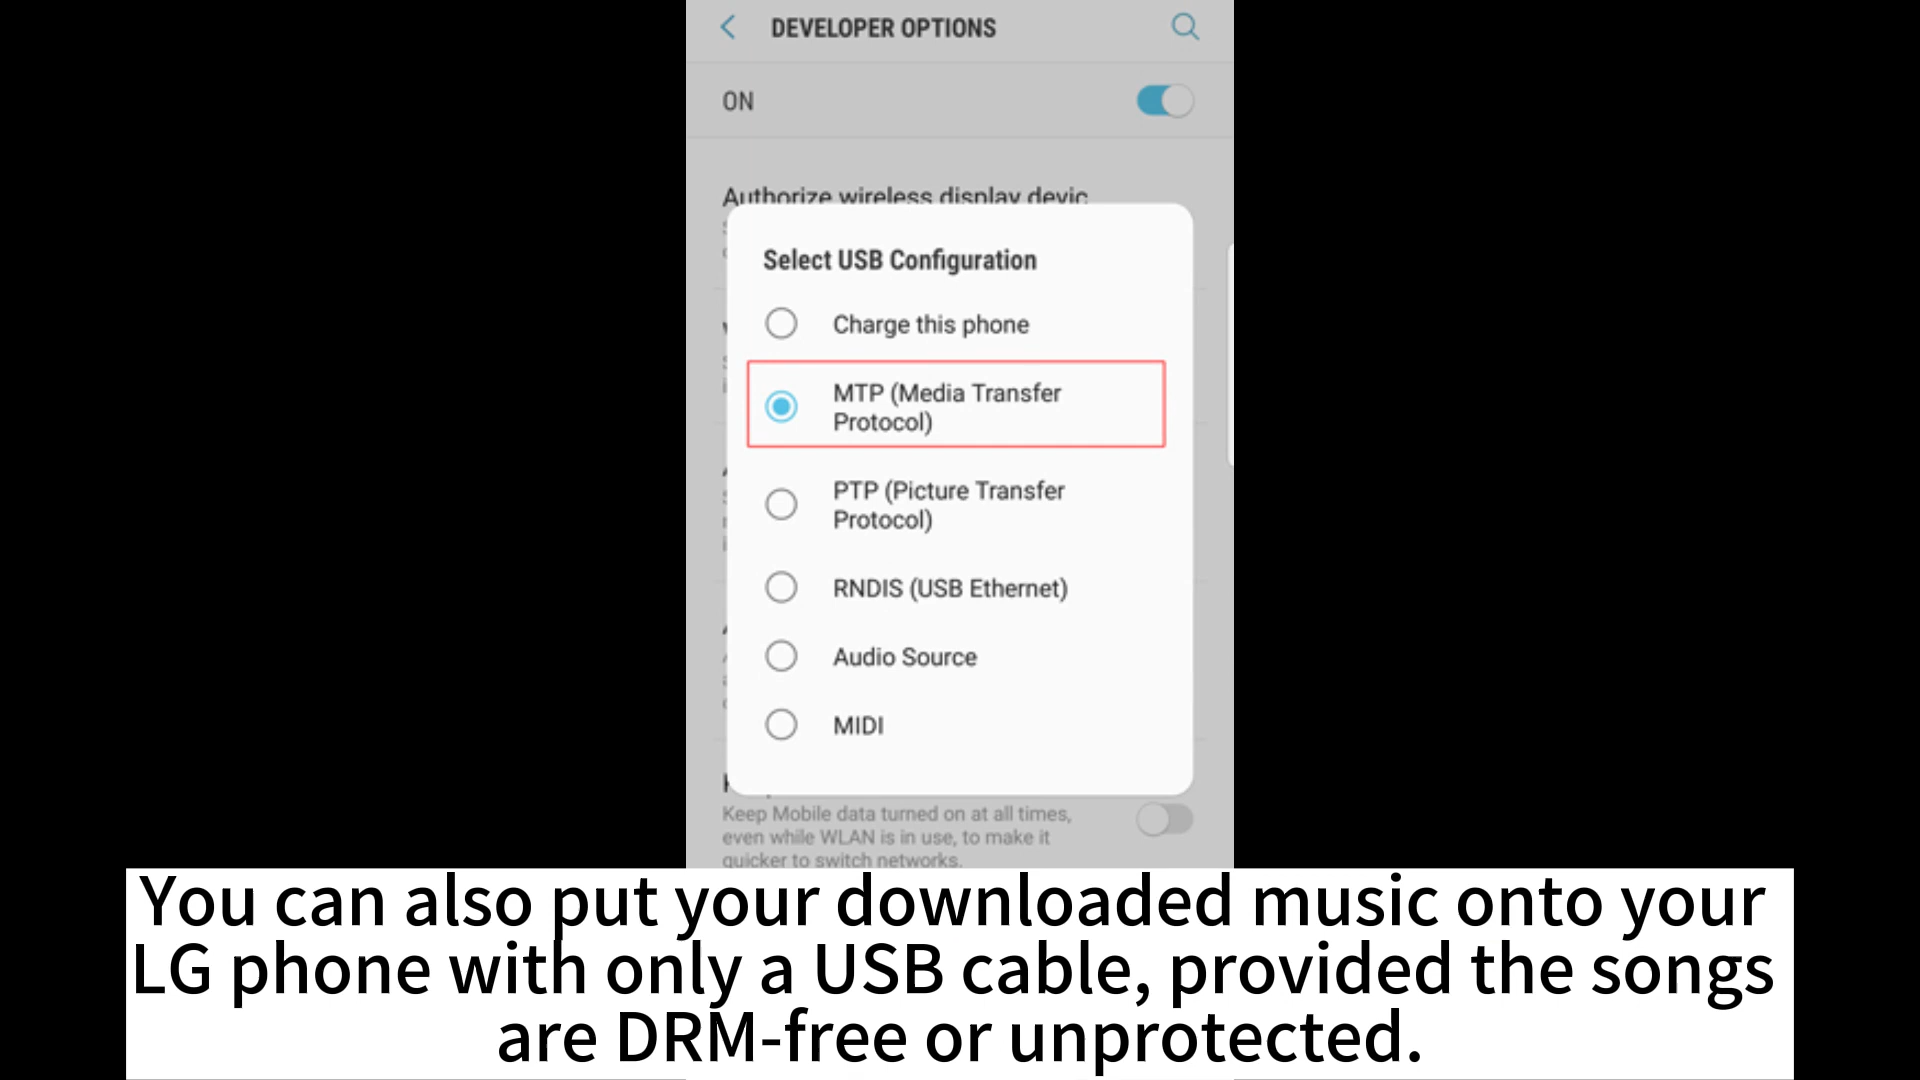 DEVELOPER OPTIONS
ON
Authorize wireless display devic
Select USB Configuration
Charge this phone
MTP (Media Transfer
Protocol)
PTP (Picture Transfer
Protocol)
RNDIS (USB Ethernet)
Audio Source
MIDI
Keep Mobile data turned on at all times,
even while WLAN is in use, to make it
quicker to switch networks.
You can also put your downloaded music onto your
LG phone with only a USB cable, provided the songs
are DRM-free or unprotected.